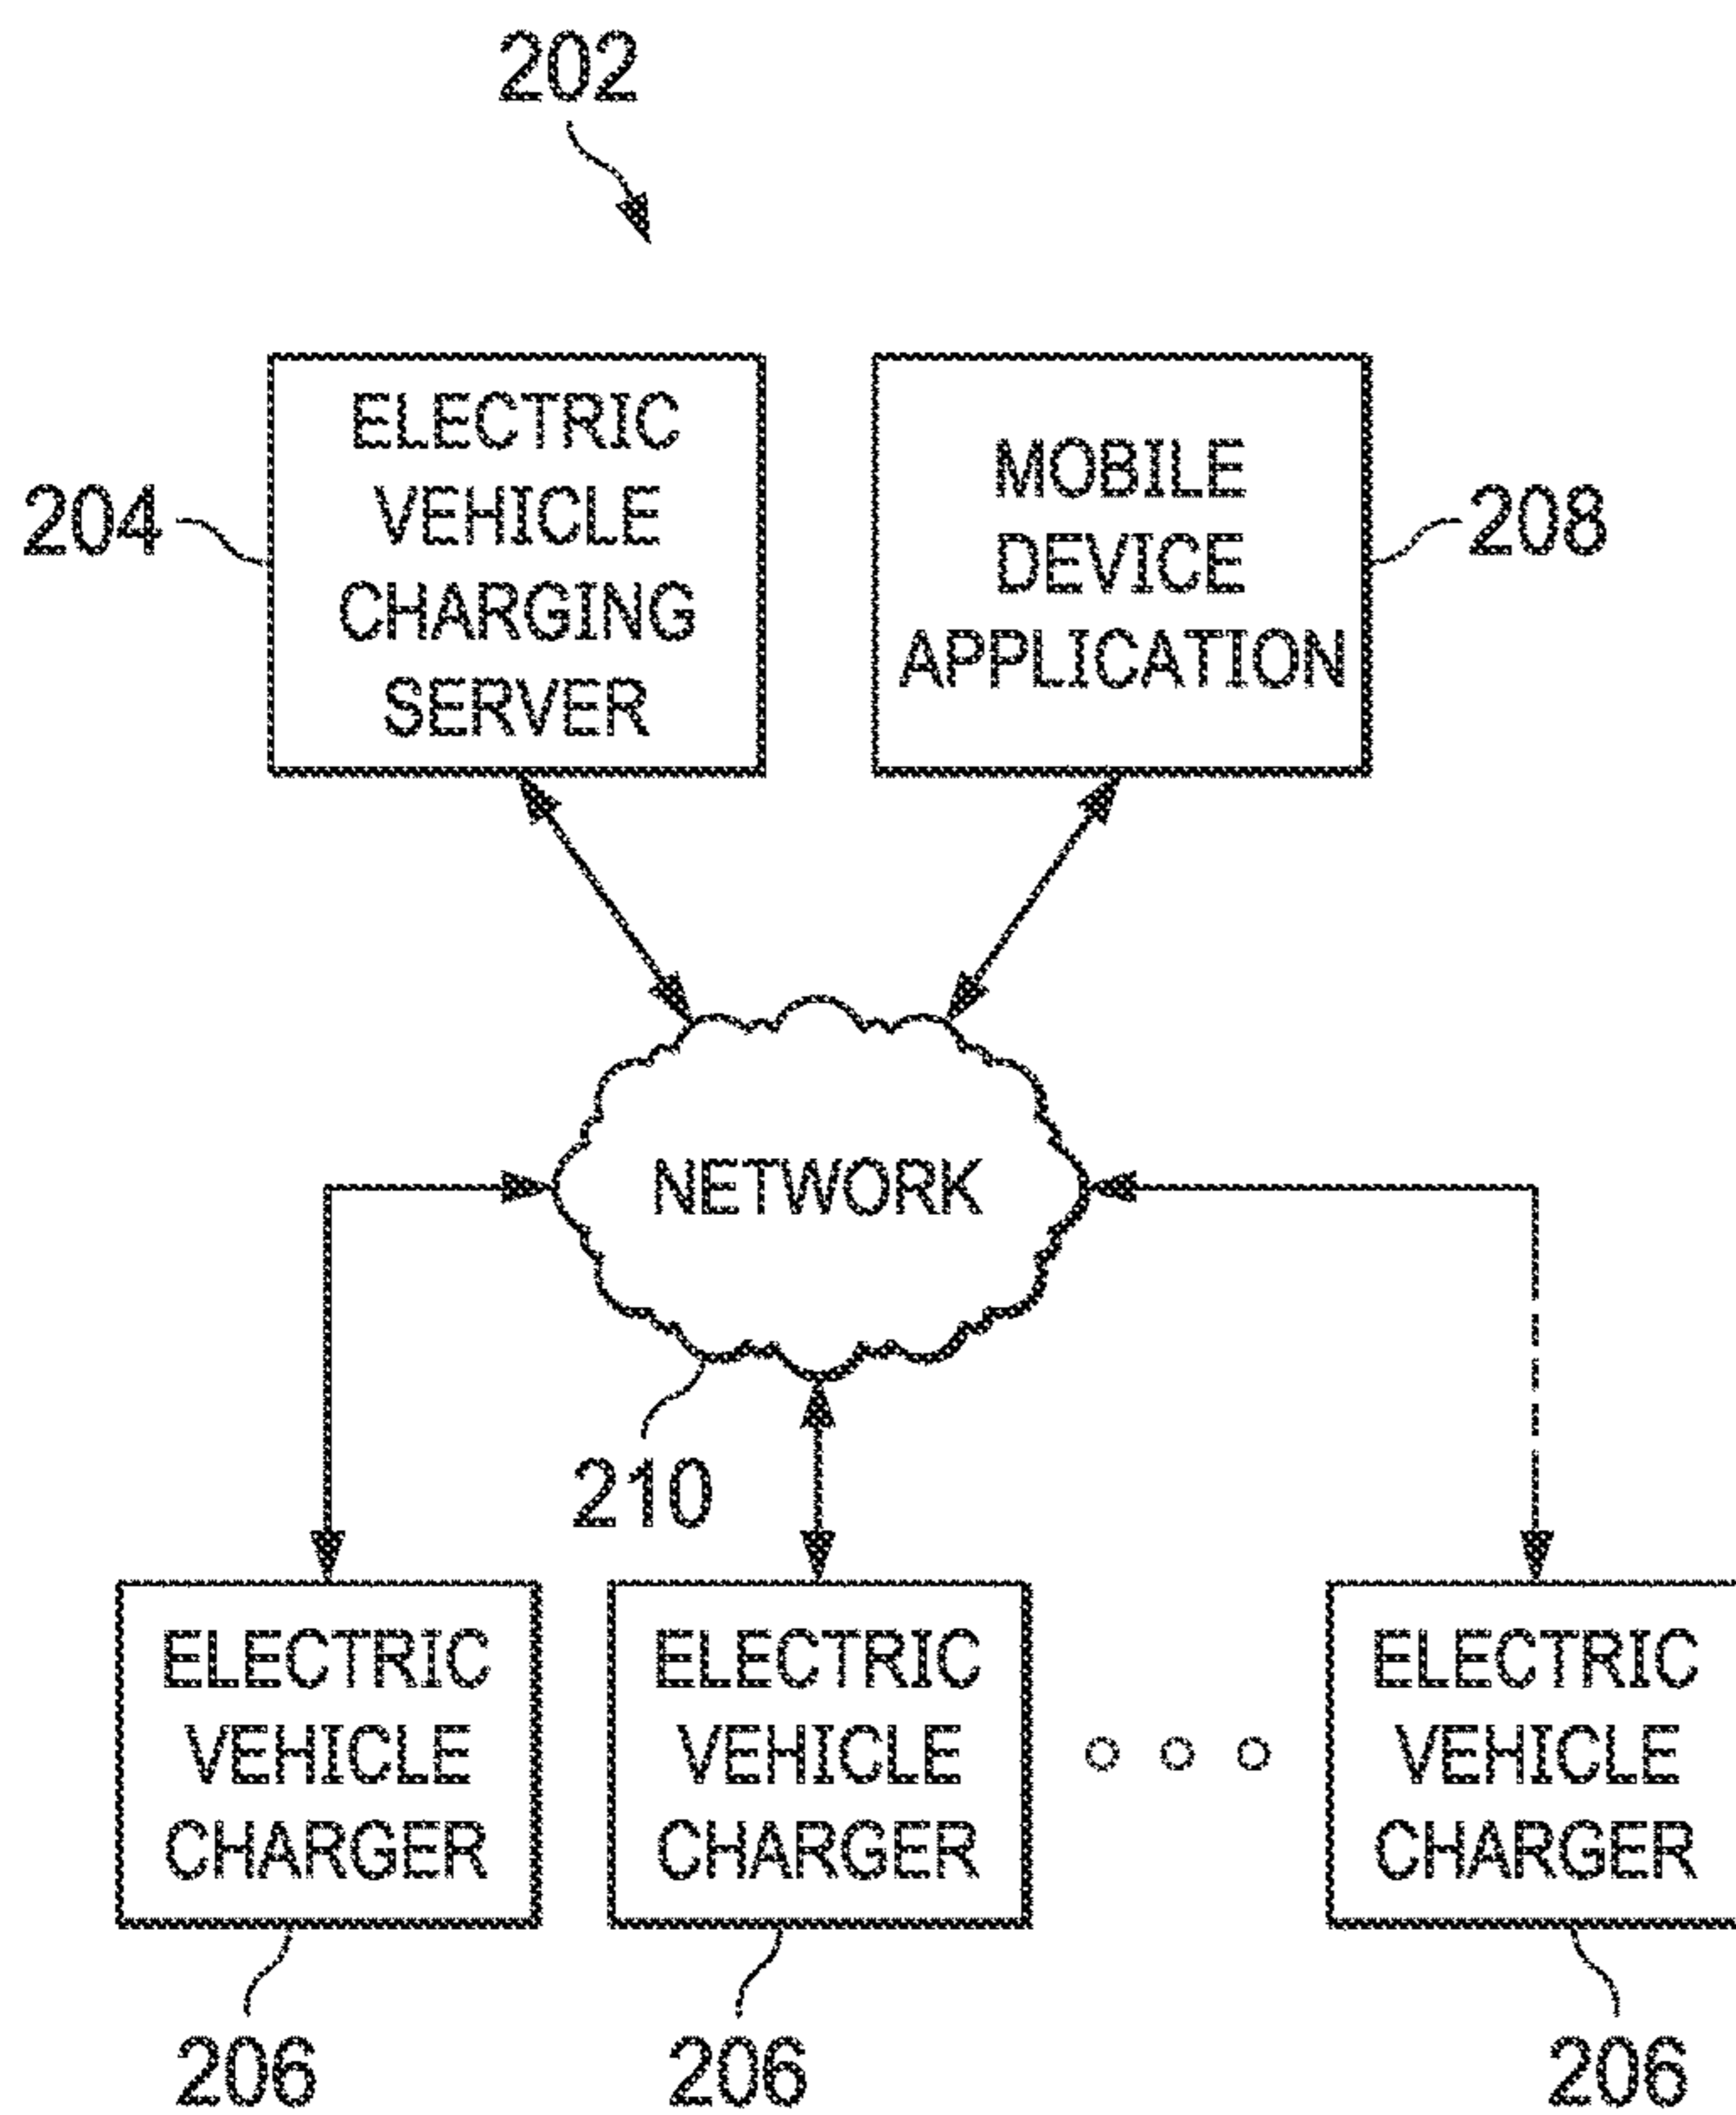 202
ELECTRIC
VEHICLE
CHARGING
SERVER
204
MOBILE
DEVICE
APPLICATION
208
NETWORK
210
ELECTRIC
VEHICLE
CHARGER
206
ELECTRIC
VEHICLE
CHARGER
206
ELECTRIC
VEHICLE
CHARGER
206